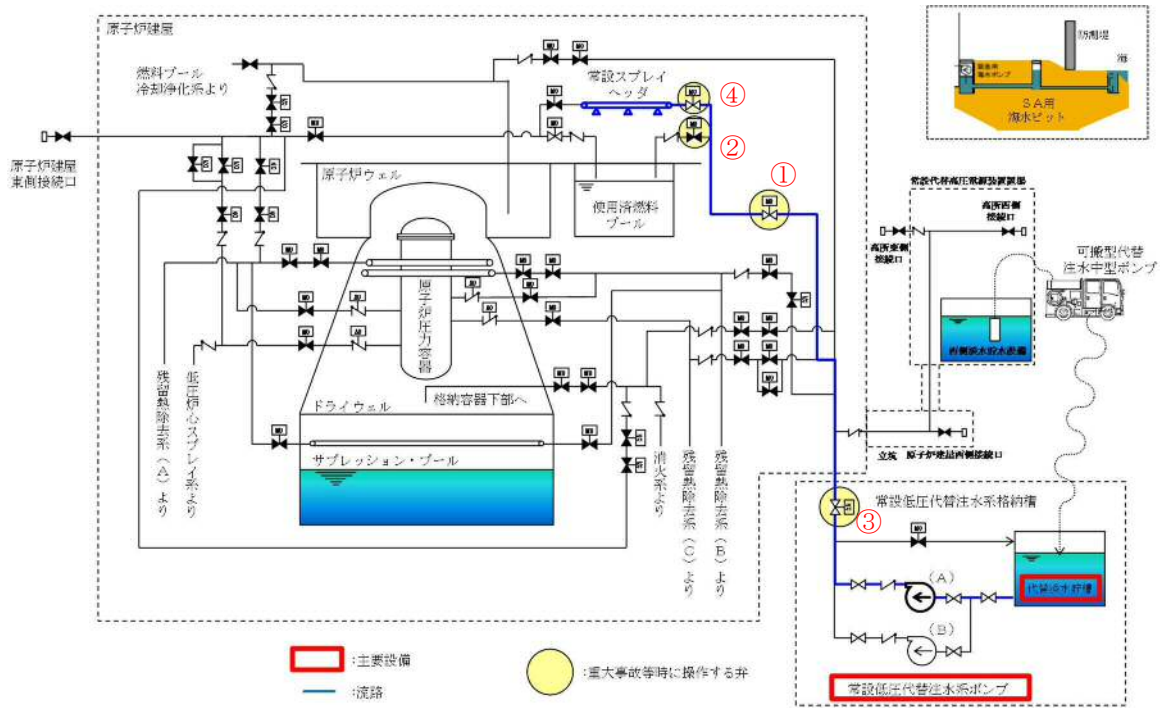 原子炉建屋
防潮堤
海
緊急用
海水ポンプ
SA用
海水ピット
燃料プール
冷却浄化系より
常設スプレイ
ヘッダ
④
②
①
原子炉建屋
東側接続口
原子炉ウェル
使用済燃料
プール
常設代替高圧電源装置置場
高所西側
接続口
高所東側
接続口
可搬型代替
注水中型ポンプ
西側淡水貯水設備
原子炉圧力容器
ドライウェル
格納容器下部へ
サプレッション・プール
残留熱除去系(A)より
低圧炉心スプレイ系より
消火系より
残留熱除去系(C)より
残留熱除去系(B)より
立坑
原子炉建屋西側接続口
常設低圧代替注水系格納槽
③
(A)
代替淡水貯槽
(B)
常設低圧代替注水系ポンプ
:主要設備
:流路
:重大事故等時に操作する弁